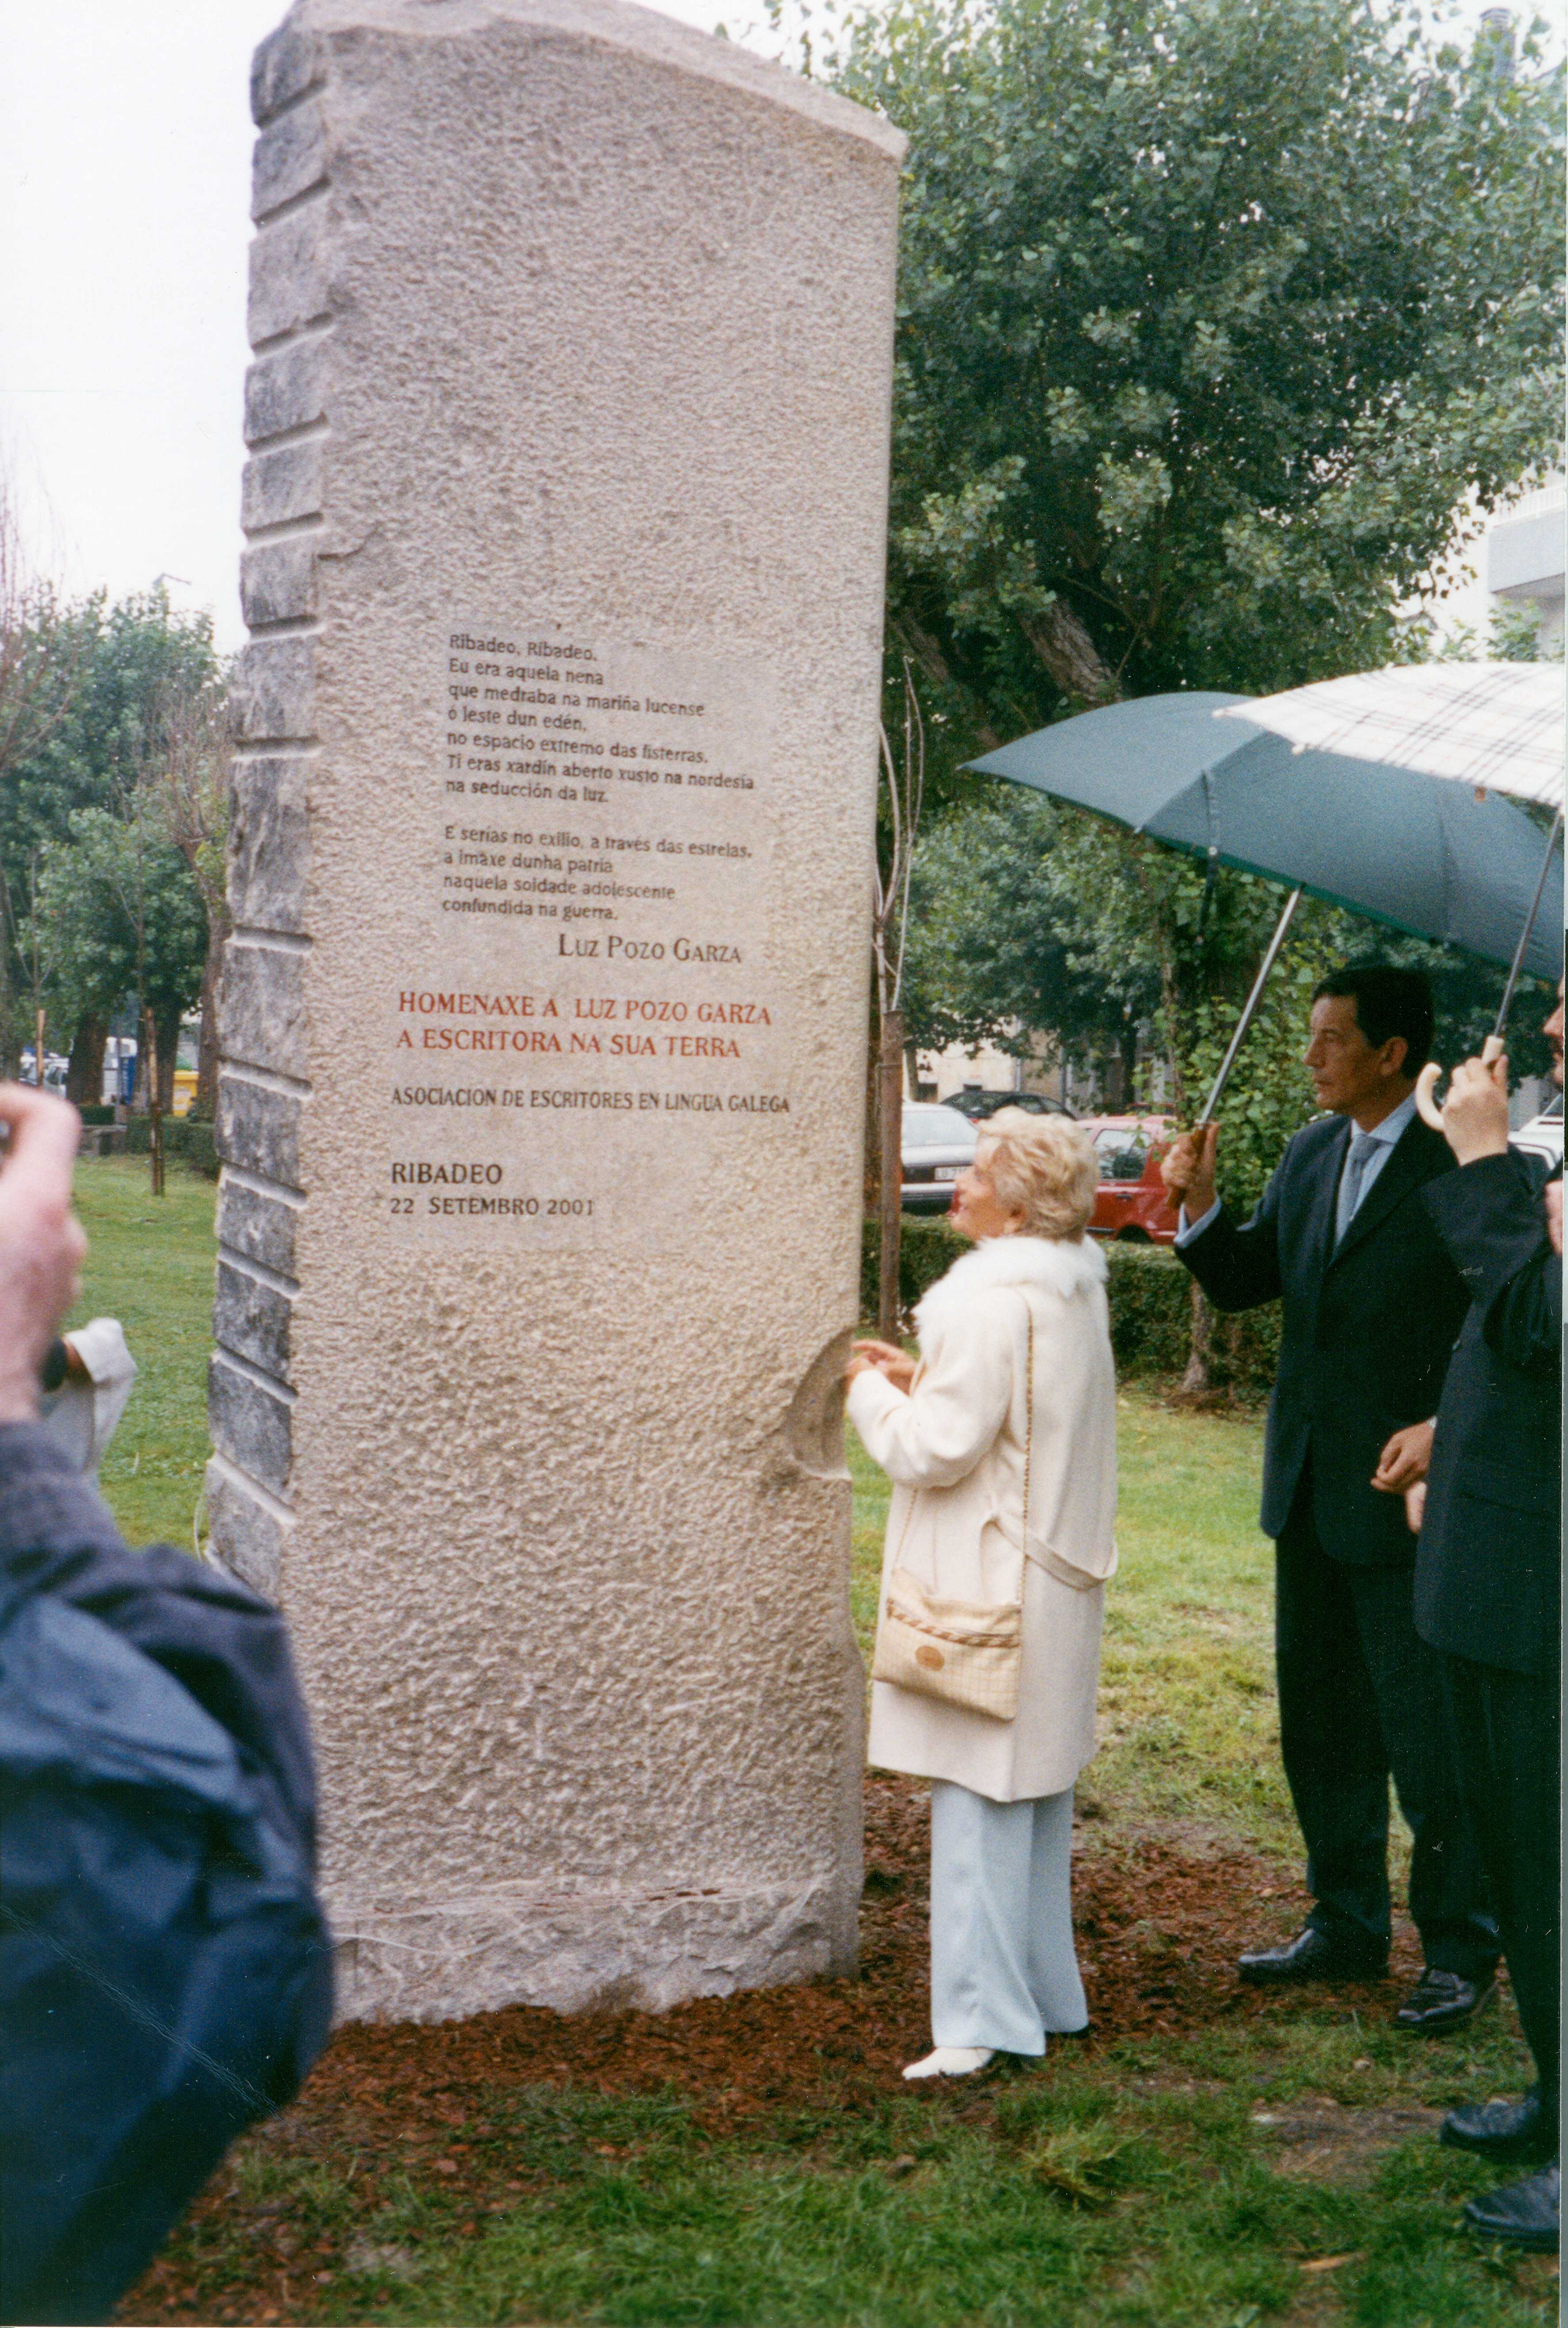 Ribadeo, Ribadeo.
Eu era aquela nena
que medraba na mariña lucense
ó leste dun edén,
no espacio extremo das fisterras.
Ti eras xardín aberto xusto na nordesía
na seducción da luz.
E serías no exilio, a través das estrelas,
a imaxe dunha patria
naquela soidade adolescente
confundida na guerra.
LUZ POZO GARZA
HOMENAXE A LUZ POZO GARZA
A ESCRITORA NA SUA TERRA
ASOCIACION DE ESCRITORES EN LINGUA GALEGA
RIBADEO
22 SETEMBRO 2001